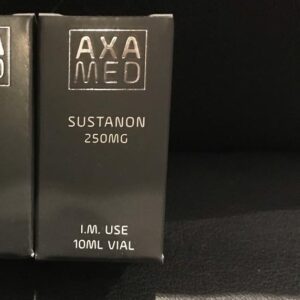 AXA
MED
SUSTANON
250MG
I.M. USE
10ML VIAL